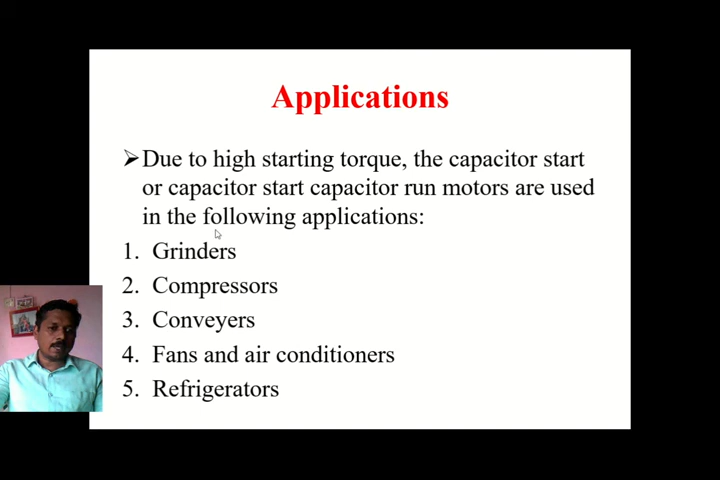 Applications
➢Due to high starting torque, the capacitor start
or capacitor start capacitor run motors are used
in the following applications:
1. Grinders
2. Compressors
3. Conveyers
4. Fans and air conditioners
5. Refrigerators